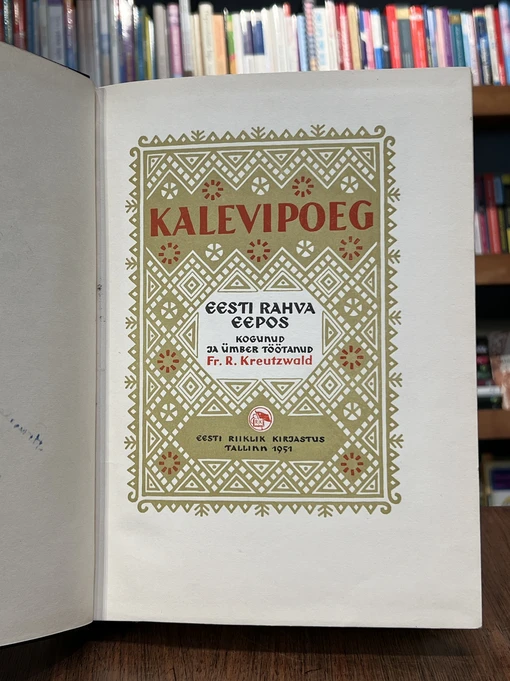 KALEVIPOEG
EESTI RAHVA
EEPOS
KOGUNUD
JA ÜMBER TÖÖTANUD
Fr. R. Kreutzwald
EESTI RIIKLIK KIRJASTUS
TALLINN 1951